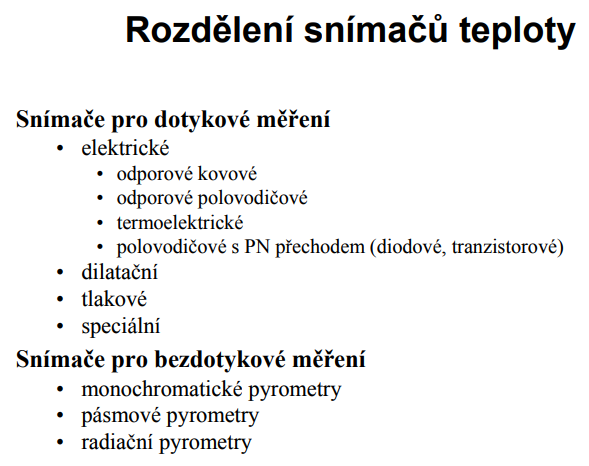 Rozdělení snímačů teploty
Snímače pro dotykové měření
• elektrické
• odporové kovové
• odporové polovodičové
• termoelektrické
• polovodičové s PN přechodem (diodové, tranzistorové)
• dilatační
• tlakové
• speciální
Snímače pro bezdotykové měření
• monochromatické pyrometry
• pásmové pyrometry
• radiační pyrometry